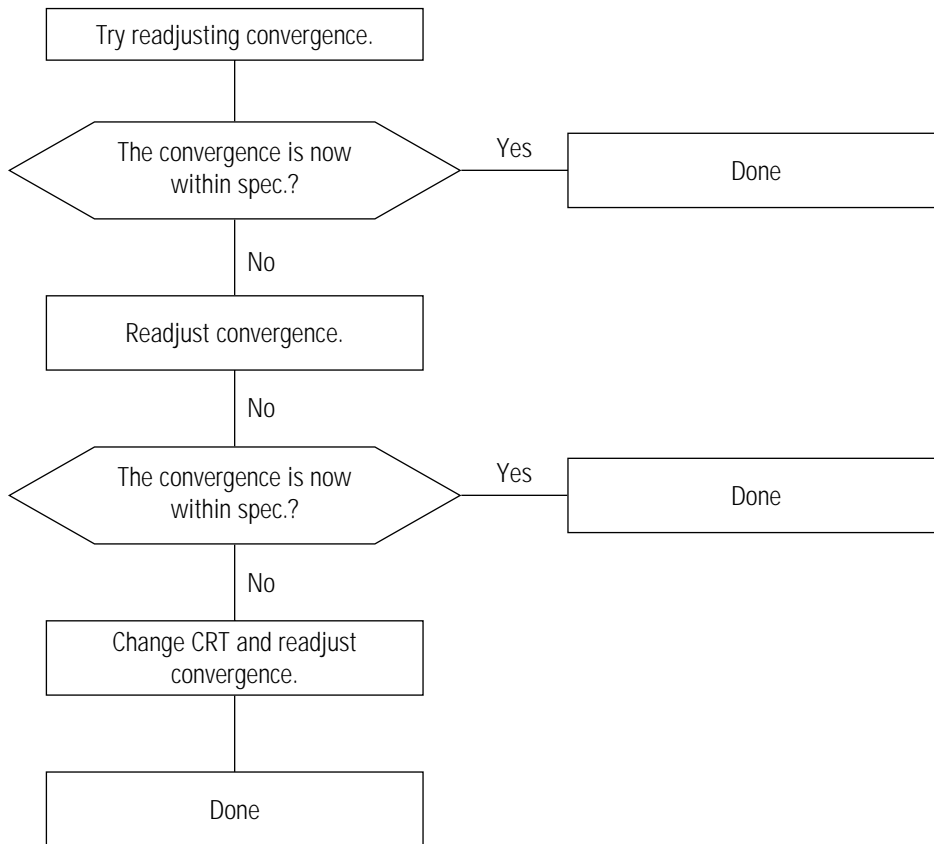 Try readjusting convergence.
The convergence is now
within spec.?
Yes
Done
No
Readjust convergence.
No
The convergence is now
within spec.?
Yes
Done
No
Change CRT and readjust
convergence.
Done